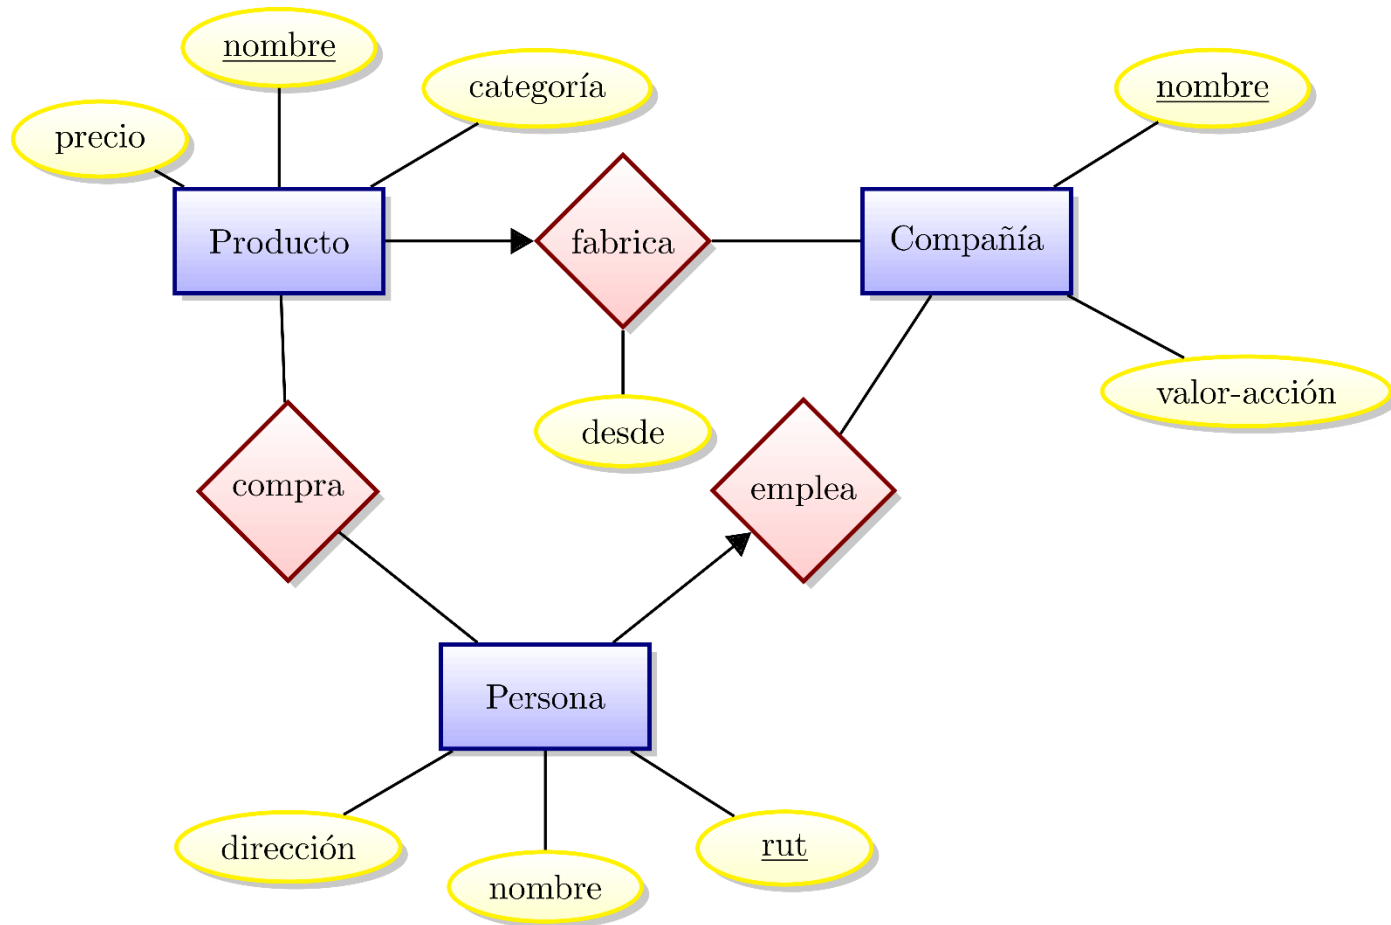 nombre
categoría
nombre
precio
Producto
fabrica
Compañía
desde
valor-acción
compra
emplea
Persona
dirección
nombre
rut